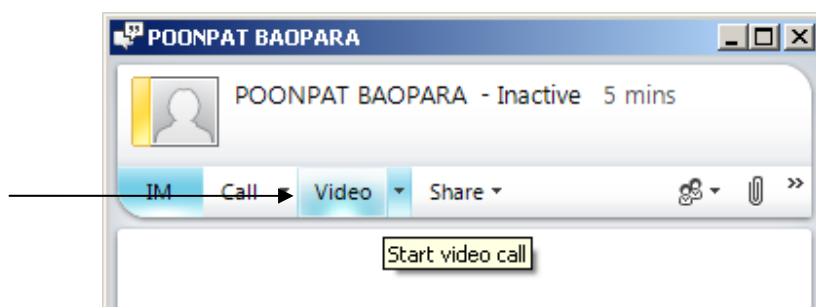 POONPAT BAOPARA
POONPAT BAOPARA - Inactive 5 mins
IM Call Video Share
Start video call